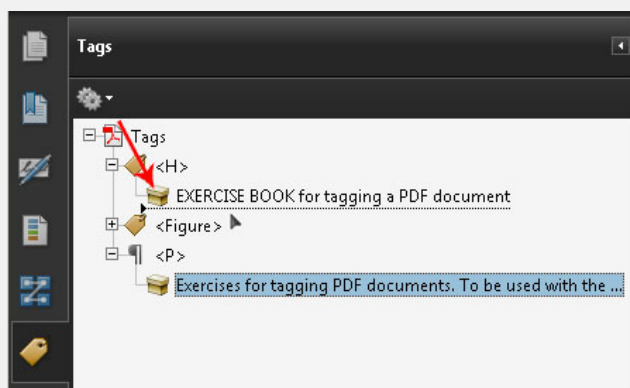 Tags
Tags
<H>
EXERCISE BOOK for tagging a PDF document
<Figure>
<P>
Exercises for tagging PDF documents. To be used with the ...